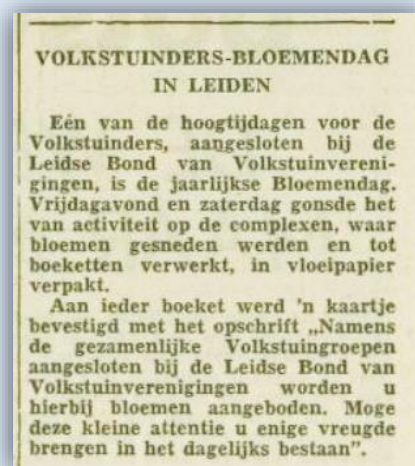 VOLKSTUINDERS-BLOEMENDAG
IN LEIDEN
Eén van de hoogtijdagen voor de
Volkstuinders, aangesloten bij de
Leidse Bond van Volkstuinvereni-
gingen, is de jaarlijkse Bloemendag.
Vrijdagavond en zaterdag gonsde het
van activiteit op de complexen, waar
bloemen gesneden werden en tot
boeketten verwerkt, in vloeipapier
verpakt.
Aan ieder boeket werd 'n kaartje
bevestigd met het opschrift „Namens
de gezamenlijke Volkstuingroepen
aangesloten bij de Leidse Bond van
Volkstuinverenigingen worden u
hierbij bloemen aangeboden. Moge
deze kleine attentie u enige vreugde
brengen in het dagelijks bestaan”.